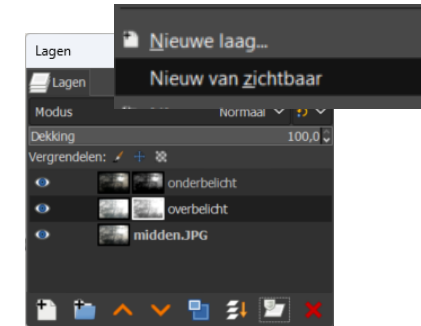 Nieuwe laag...
Nieuw van zichtbaar
Lagen
Lagen
Modus Normaal
Dekking 100,0
Vergrendelen:
onderbelicht
overbelicht
midden.JPG